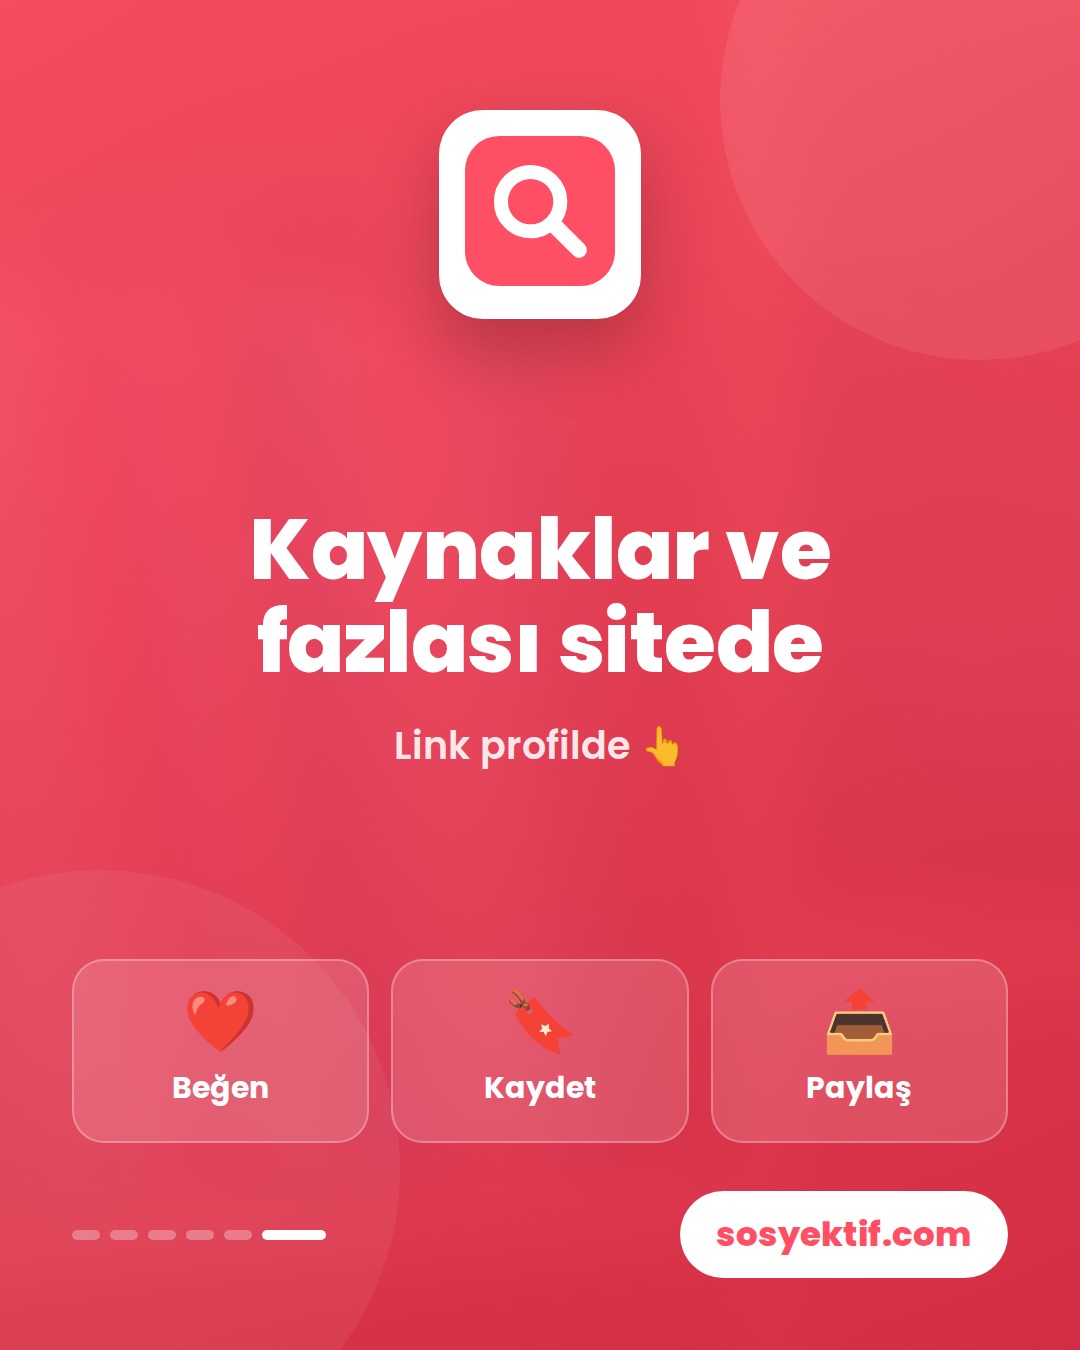 Kaynaklar ve
fazlası sitede
Link profilde 👆
Beğen
Kaydet
Paylaş
sosyektif.com